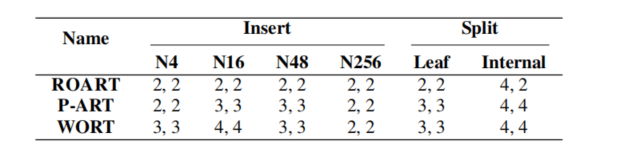 Name Insert Split
N4 N16 N48 N256 Leaf Internal
ROART 2, 2 2, 2 2, 2 2, 2 2, 2 4, 2
P-ART 2, 2 3, 3 3, 3 2, 2 3, 3 4, 4
WORT 3, 3 4, 4 3, 3 2, 2 3, 3 4, 4